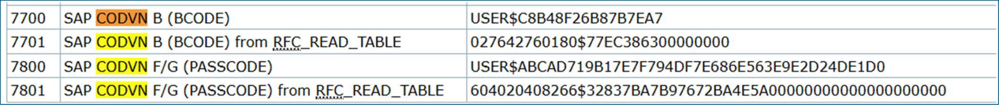 7700 SAP CODVN B (BCODE) USER$C8B48F26B87B7EA7
7701 SAP CODVN B (BCODE) from RFC_READ_TABLE 027642760180$77EC386300000000
7800 SAP CODVN F/G (PASSCODE) USER$ABCAD719B17E7F794DF7E686E563E9E2D24DE1D0
7801 SAP CODVN F/G (PASSCODE) from RFC_READ_TABLE 604020408266$32837BA7B97672BA4E5A00000000000000000000